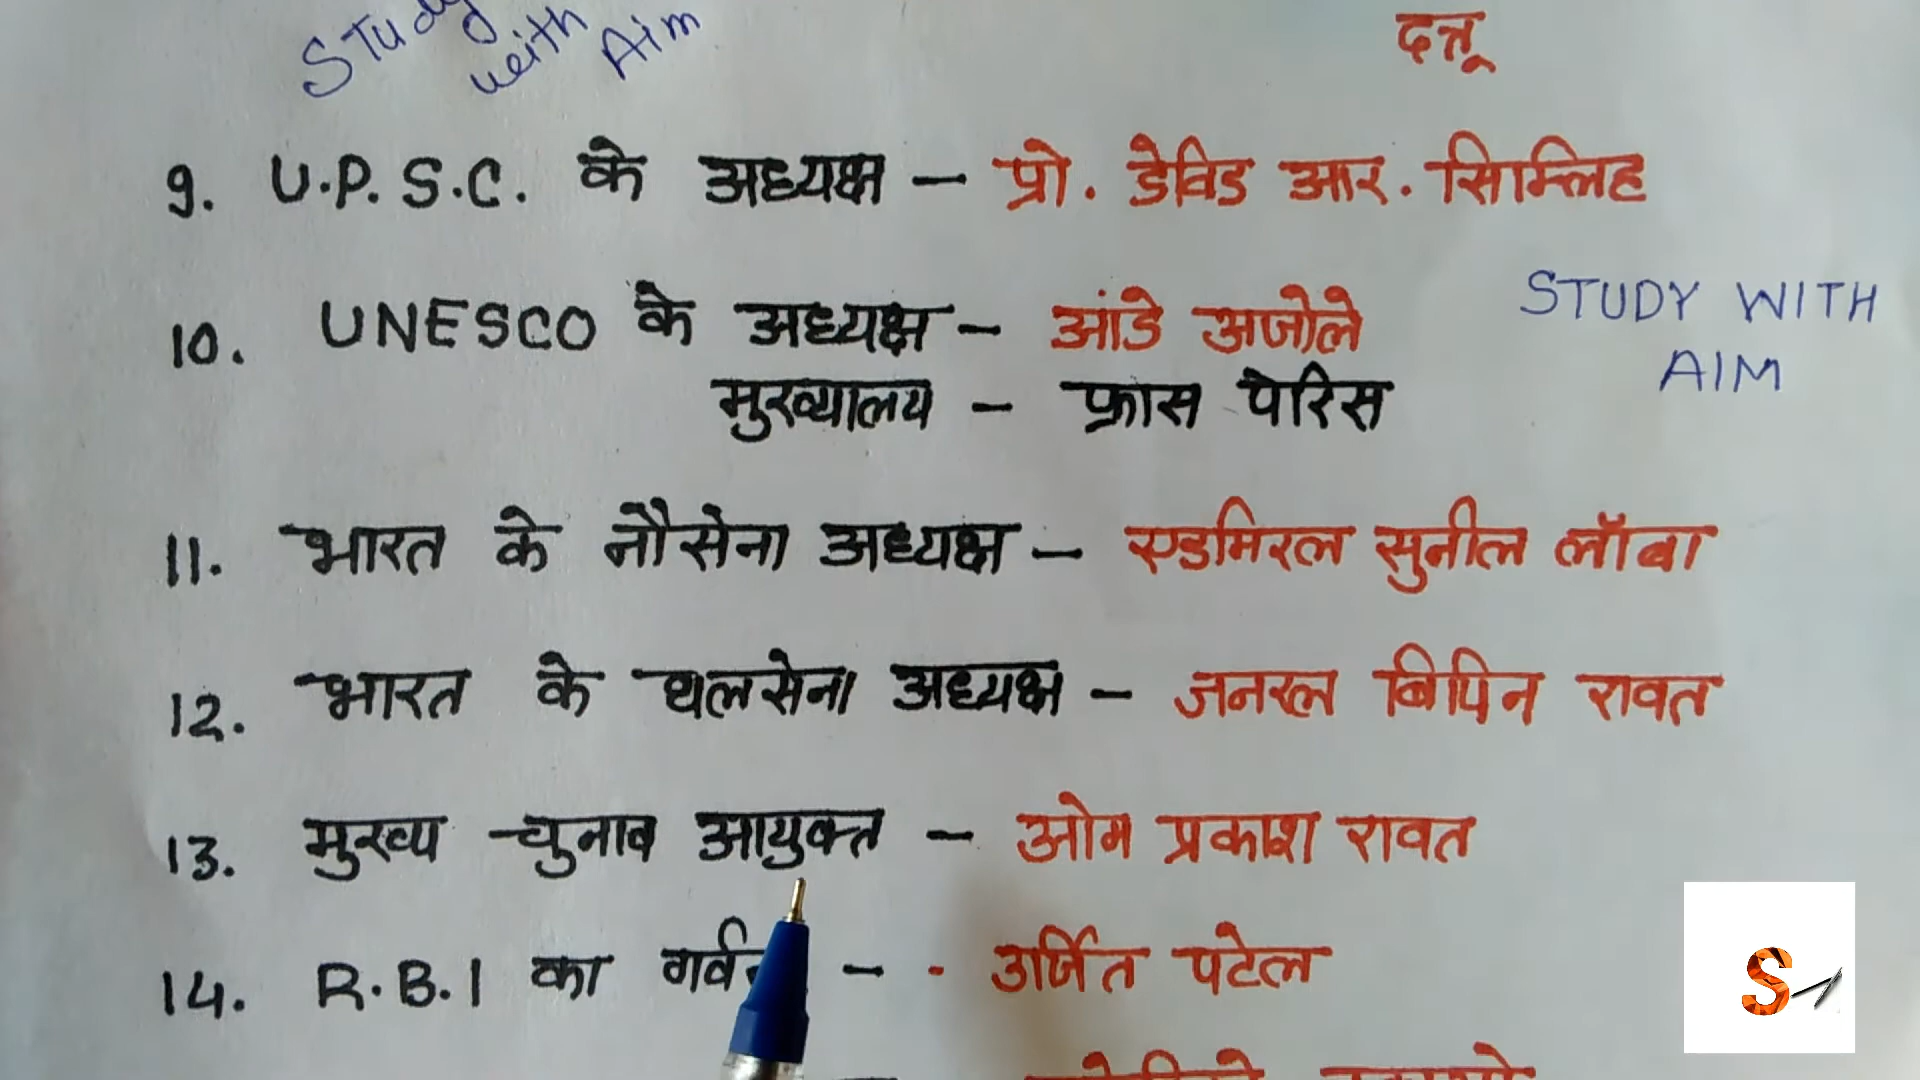 Study with Aim
दत्तू
9. U.P.S.C. के अध्यक्ष – प्रो. डेविड आर. सिम्लिह
10. UNESCO के अध्यक्ष – आंडे अजोले
STUDY WITH
AIM
मुख्यालय – फ्रास पेरिस
11. भारत के नौसेना अध्यक्ष – एडमिरल सुनील लॉबा
12. भारत के थलसेना अध्यक्ष – जनरल बिपिन रावत
13. मुख्य चुनाव आयुक्त – ओम प्रकाश रावत
14. R.B.I का – उर्जित पटेल
S